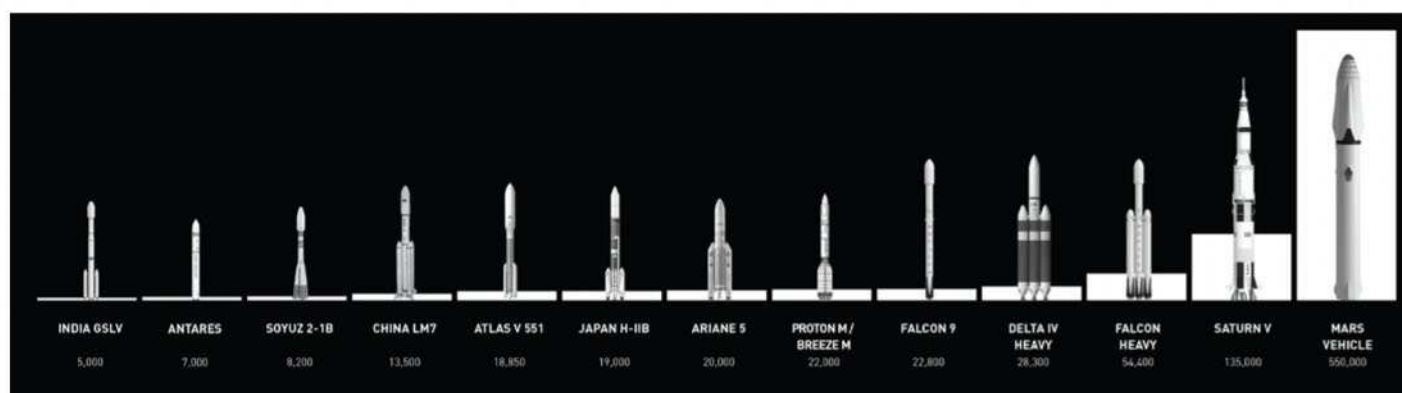 INDIA GSLV
5,000
ANTARES
7,000
SOYUZ 2-1B
8,200
CHINA LM7
13,500
ATLAS V 551
18,850
JAPAN H-IIB
19,000
ARIANE 5
20,000
PROTON M /
BREEZE M
22,000
FALCON 9
22,800
DELTA IV
HEAVY
28,300
FALCON
HEAVY
54,400
SATURN V
135,000
MARS
VEHICLE
550,000